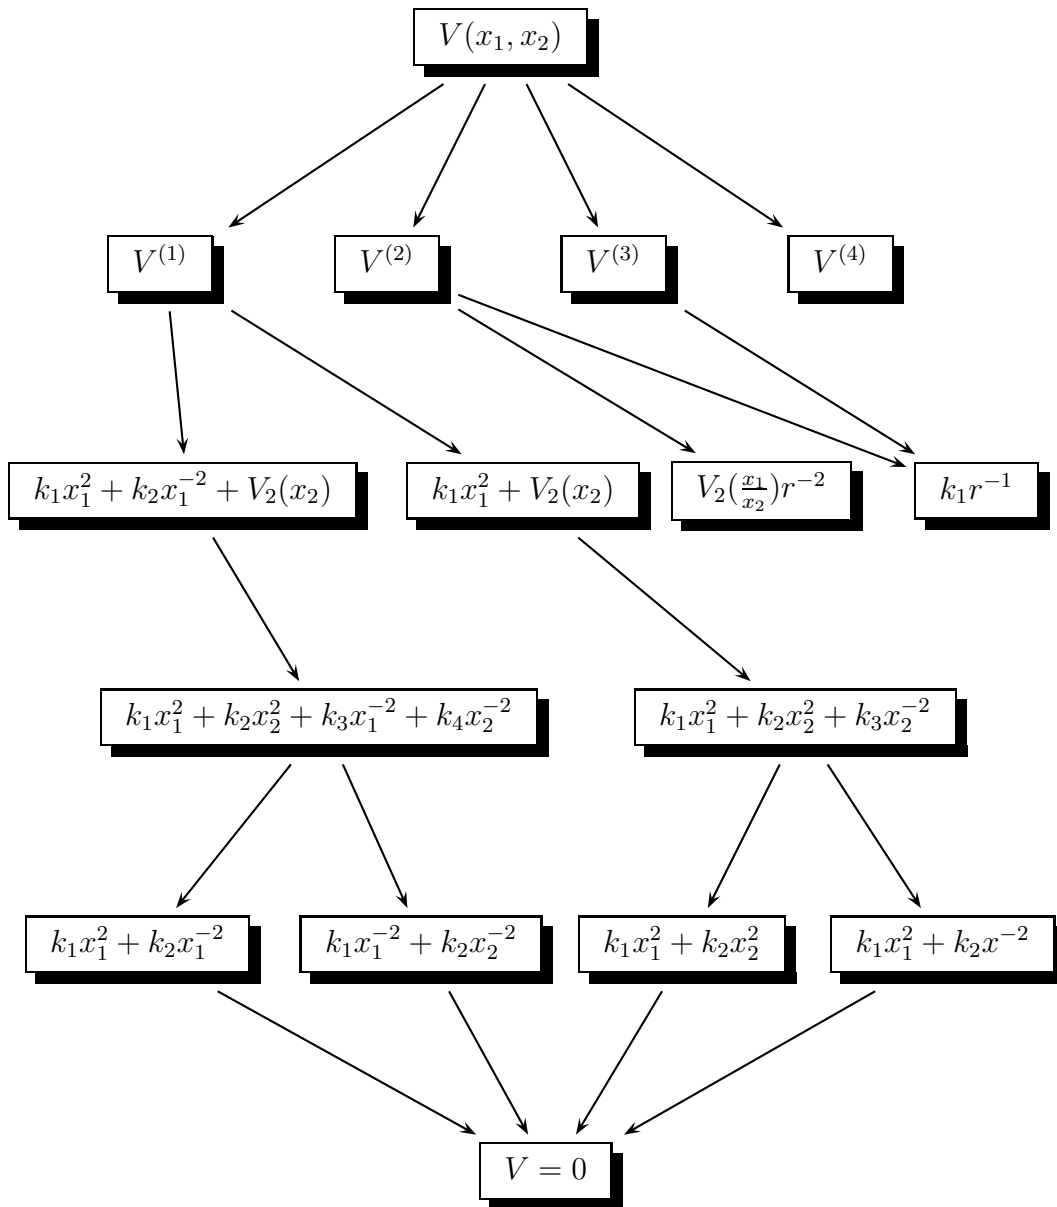 $V(x_1, x_2)$
$V^{(1)}$ $V^{(2)}$ $V^{(3)}$ $V^{(4)}$
$k_1x_1^2 + k_2x_1^{-2} + V_2(x_2)$ $k_1x_1^2 + V_2(x_2)$ $V_2(\frac{x_1}{x_2})r^{-2}$ $k_1r^{-1}$
$k_1x_1^2 + k_2x_2^2 + k_3x_1^{-2} + k_4x_2^{-2}$ $k_1x_1^2 + k_2x_2^2 + k_3x_2^{-2}$
$k_1x_1^2 + k_2x_1^{-2}$ $k_1x_1^{-2} + k_2x_2^{-2}$ $k_1x_1^2 + k_2x_2^2$ $k_1x_1^2 + k_2x^{-2}$
$V = 0$